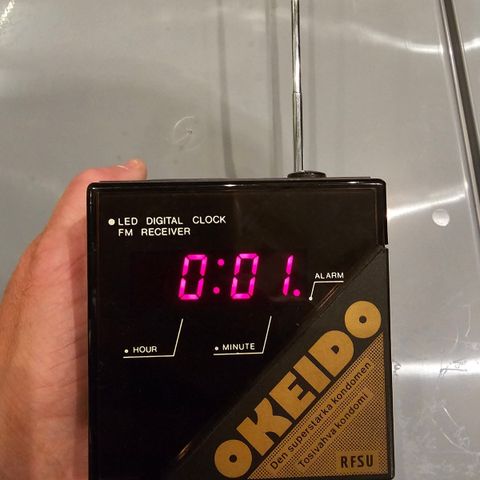 LED DIGITAL CLOCK
FM RECEIVER
0:01.
ALARM
HOUR
MINUTE
OKEIDO
Den superstarka kondomen
Tosivahva kondomi
RFSU